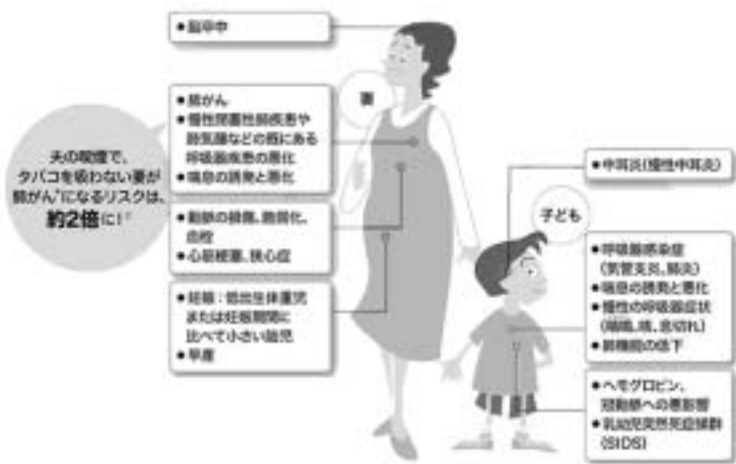 ●脳卒中
妻
●肺がん
●慢性閉塞性肺疾患や
肺気腫などの既にある
呼吸器疾患の悪化
●喘息の誘発と悪化
夫の喫煙で、
タバコを吸わない妻が
肺がん*になるリスクは、
約2倍に!
●動脈の損傷、脆弱化、
血栓
●心筋梗塞、狭心症
●妊娠:低出生体重児
または妊娠期間に
比べて小さい胎児
●早産
子ども
●中耳炎(慢性中耳炎)
●呼吸器感染症
(気管支炎、肺炎)
●喘息の誘発と悪化
●慢性の呼吸器症状
(喘鳴、咳、息切れ)
●肺機能の低下
●ヘモグロビン、
冠動脈への悪影響
●乳幼児突然死症候群
(SIDS)